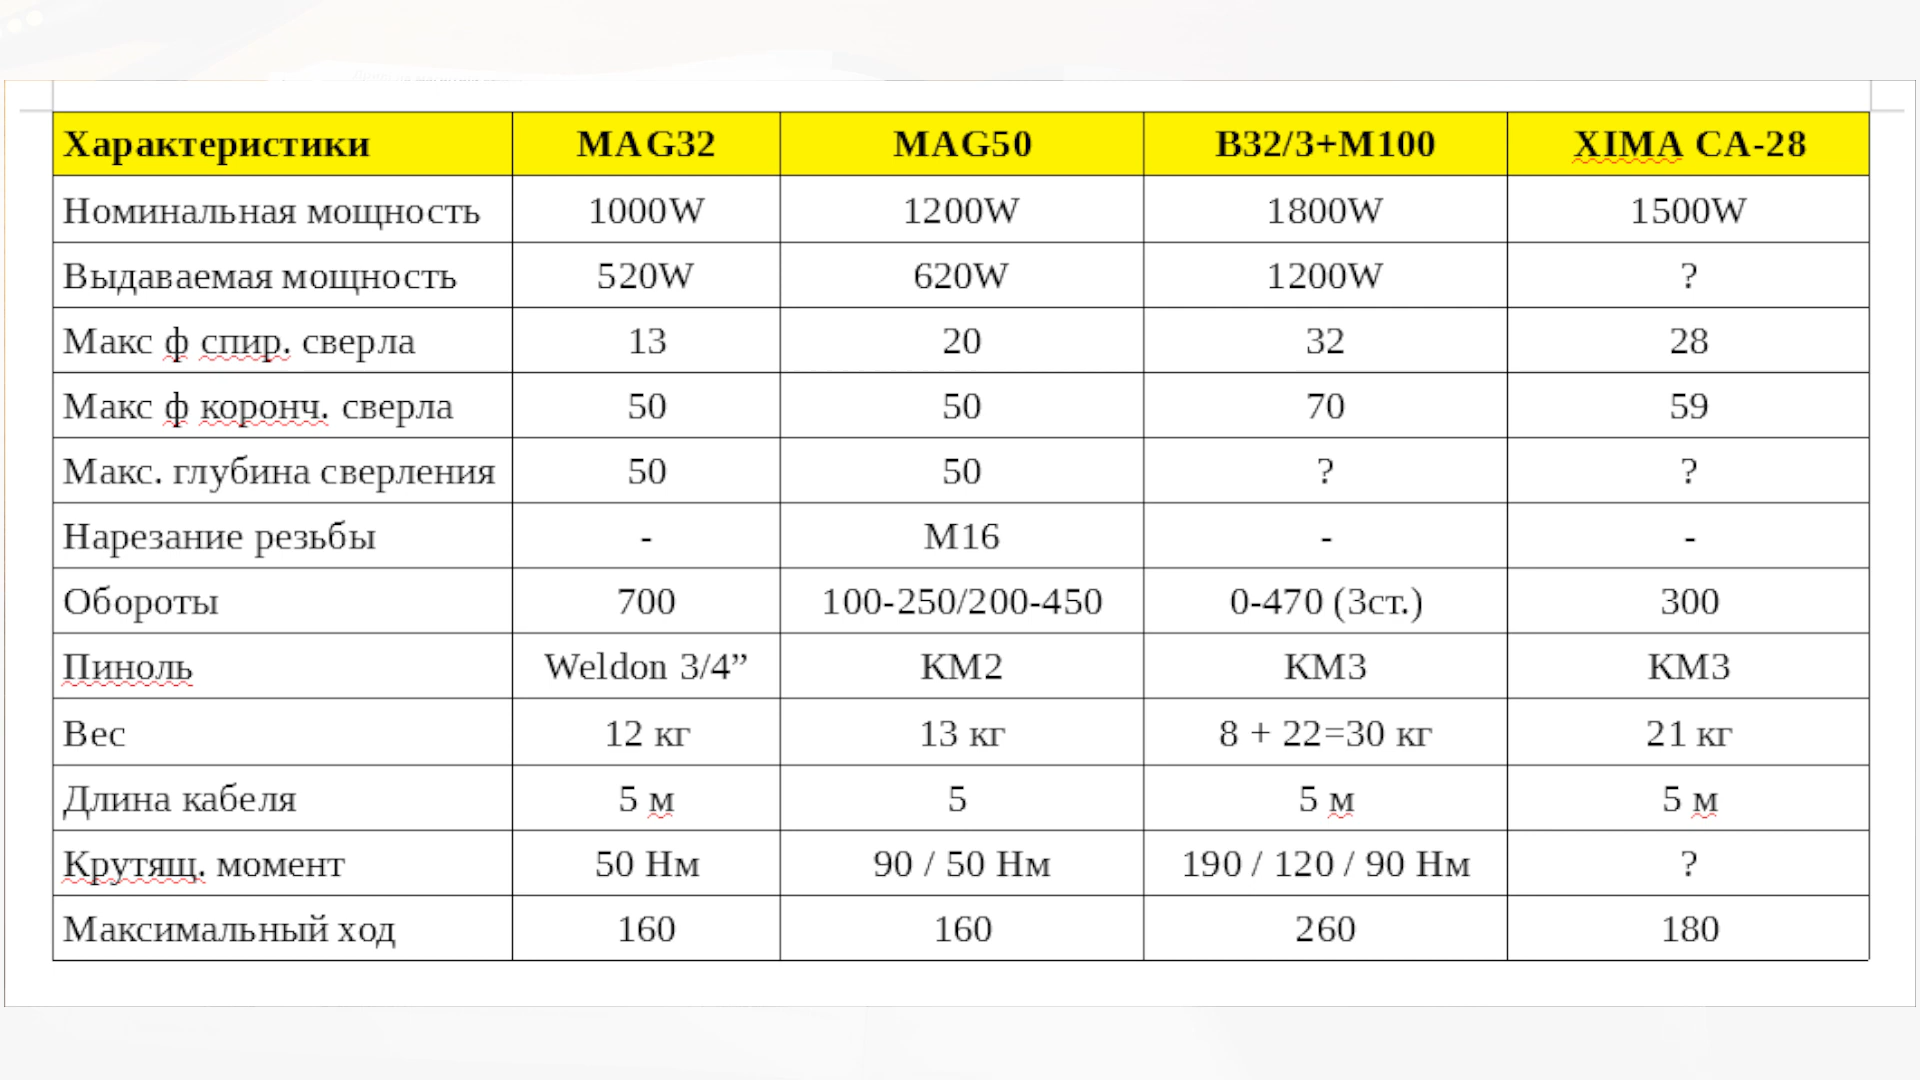 Характеристики MAG32 MAG50 B32/3+M100 XIMA CA-28
Номинальная мощность 1000W 1200W 1800W 1500W
Выдаваемая мощность 520W 620W 1200W ?
Макс ф спир. сверла 13 20 32 28
Макс ф коронч. сверла 50 50 70 59
Макс. глубина сверления 50 50 ? ?
Нарезание резьбы - M16 - -
Обороты 700 100-250/200-450 0-470 (3ст.) 300
Пиноль Weldon 3/4” КМ2 КМ3 КМ3
Вес 12 кг 13 кг 8 + 22=30 кг 21 кг
Длина кабеля 5 м 5 5 м 5 м
Крутящ. момент 50 Нм 90 / 50 Нм 190 / 120 / 90 Нм ?
Максимальный ход 160 160 260 180